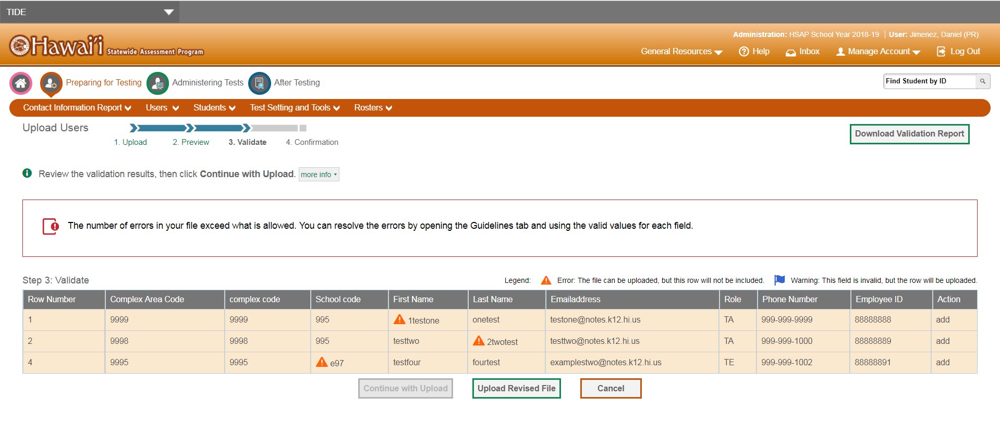 TIDE
Administration: HSAP School Year 2018-19 | User: Jimenez, Daniel (PR)
Hawai'i Statewide Assessment Program
General Resources Help Inbox Manage Account Log Out
Preparing for Testing Administering Tests After Testing
Find Student by ID
Contact Information Report Users Students Test Setting and Tools Rosters
Upload Users
1. Upload 2. Preview 3. Validate 4. Confirmation
Download Validation Report
Review the validation results, then click Continue with Upload. more info
The number of errors in your file exceed what is allowed. You can resolve the errors by opening the Guidelines tab and using the valid values for each field.
Step 3: Validate
Legend: Error: The file can be uploaded, but this row will not be included. Warning: This field is invalid, but the row will be uploaded.
Row Number Complex Area Code complex code School code First Name Last Name Emailaddress Role Phone Number Employee ID Action
1 9999 9999 995 1testone onetest testone@notes.k12.hi.us TA 999-999-9999 88888888 add
2 9998 9998 995 testtwo 2twotest testtwo@notes.k12.hi.us TA 999-999-1000 88888889 add
4 9995 9995 e97 testfour fourtest examplestwo@notes.k12.hi.us TE 999-999-1002 88888891 add
Continue with Upload Upload Revised File Cancel